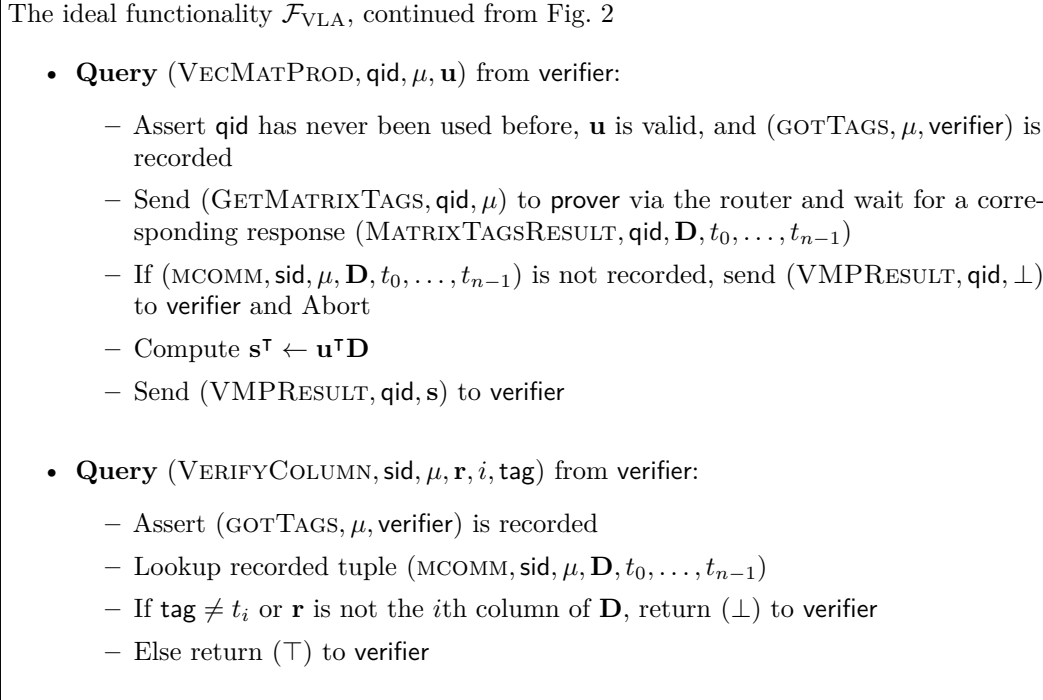 The ideal functionality 𝓕_VLA, continued from Fig. 2
• Query (VECMATPROD, qid, μ, u) from verifier:
– Assert qid has never been used before, u is valid, and (GOTTAGS, μ, verifier) is
recorded
– Send (GETMATRIXTAGS, qid, μ) to prover via the router and wait for a corre-
sponding response (MATRIXTAGSRESULT, qid, D, t₀, …, tₙ₋₁)
– If (MCOMM, sid, μ, D, t₀, …, tₙ₋₁) is not recorded, send (VMPRESULT, qid, ⊥)
to verifier and Abort
– Compute sᵀ ← uᵀD
– Send (VMPRESULT, qid, s) to verifier
• Query (VERIFYCOLUMN, sid, μ, r, i, tag) from verifier:
– Assert (GOTTAGS, μ, verifier) is recorded
– Lookup recorded tuple (MCOMM, sid, μ, D, t₀, …, tₙ₋₁)
– If tag ≠ tᵢ or r is not the ith column of D, return (⊥) to verifier
– Else return (⊤) to verifier